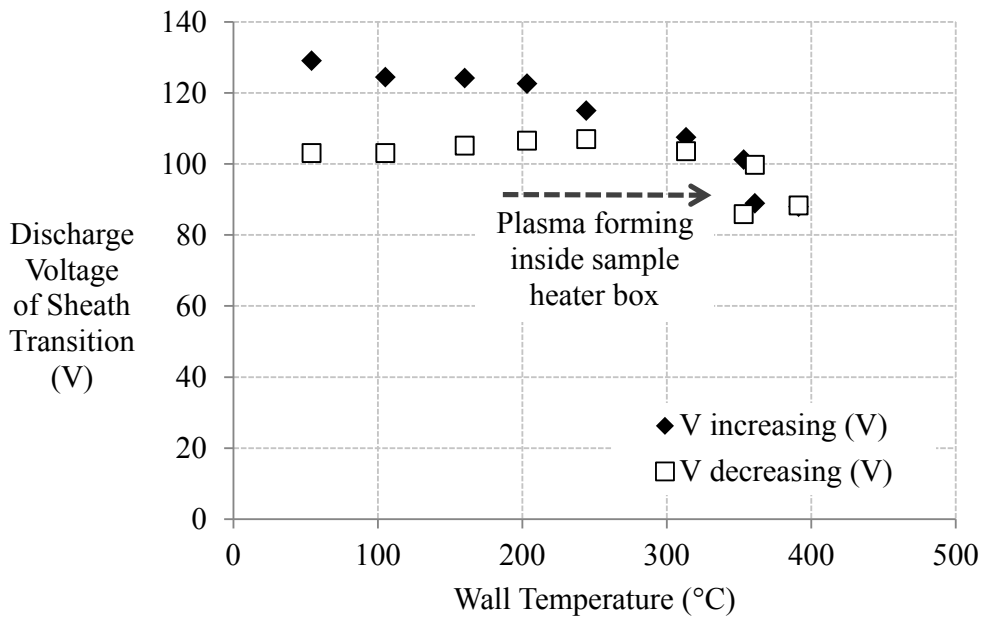 140
120
100
80
60
40
20
0
Discharge
Voltage
of Sheath
Transition
(V)
Plasma forming
inside sample
heater box
V increasing (V)
V decreasing (V)
0 100 200 300 400 500
Wall Temperature (°C)